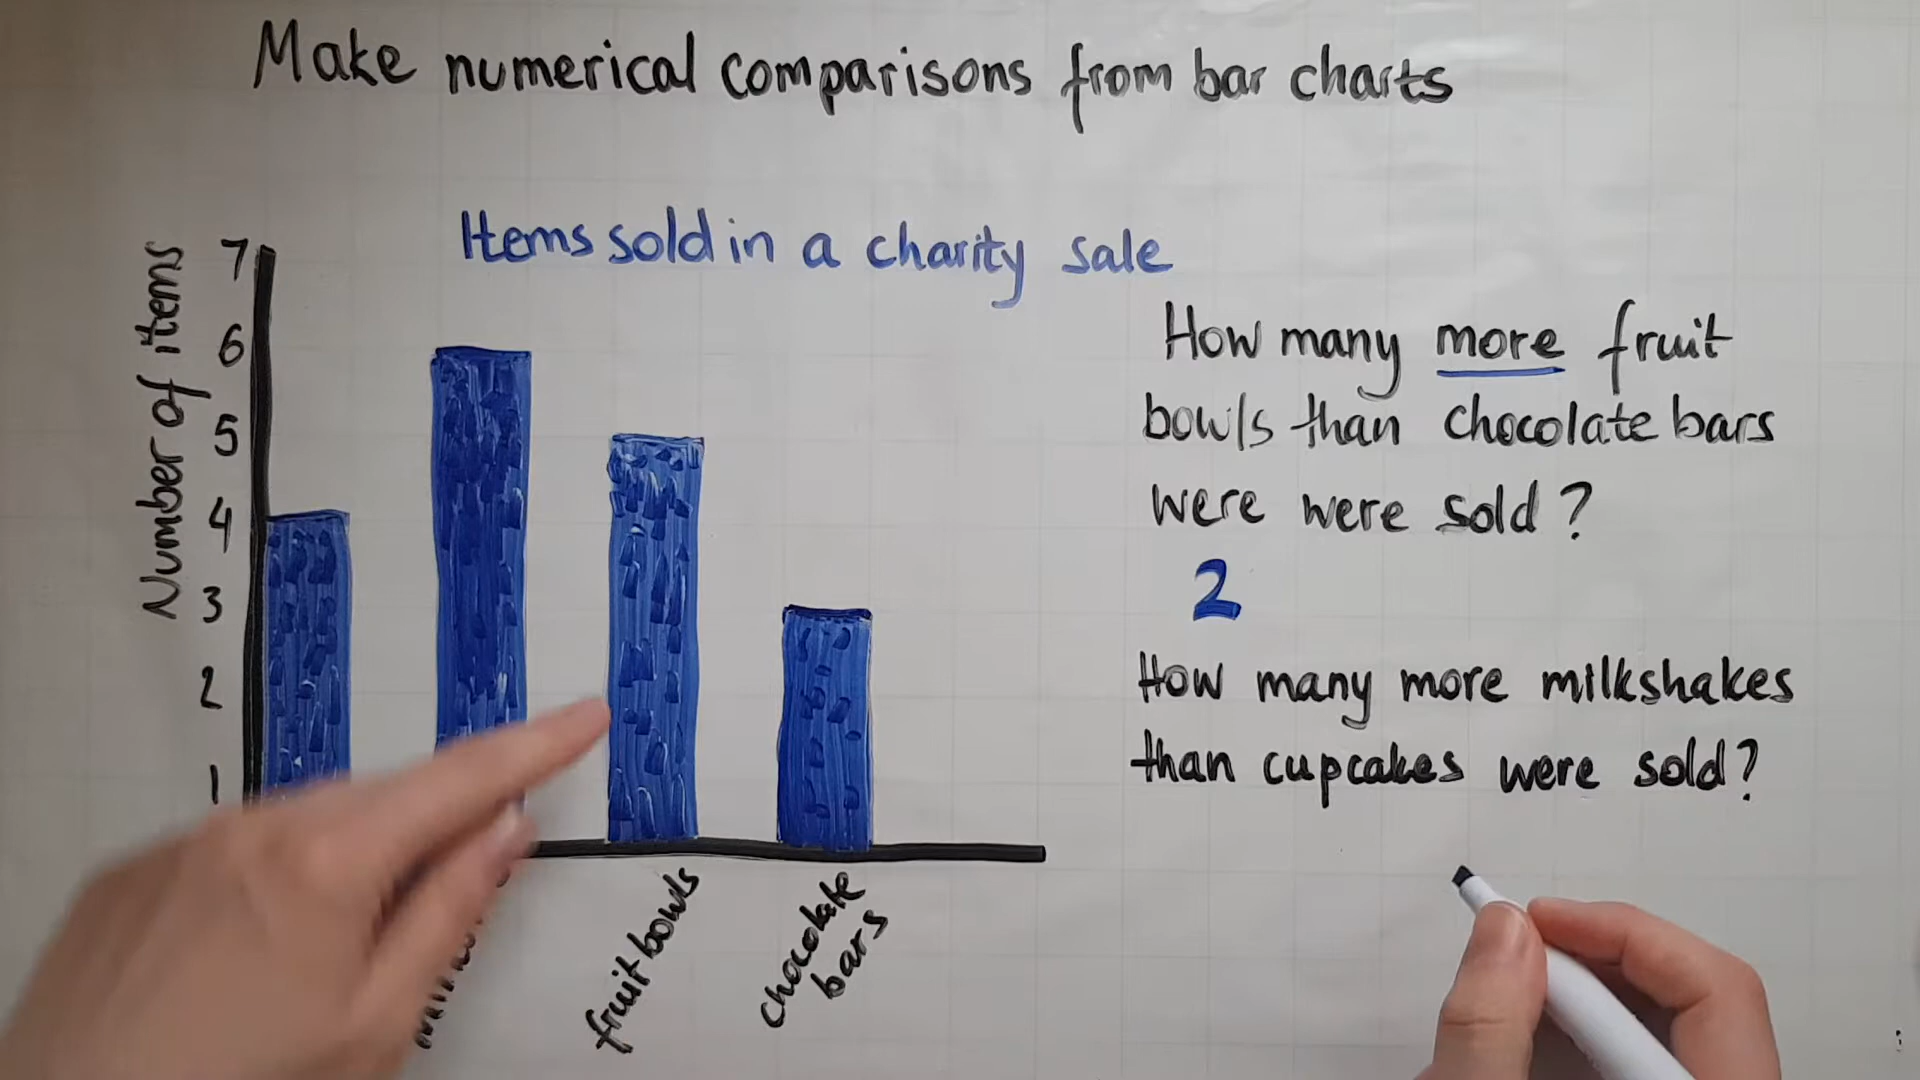 Make numerical comparisons from bar charts
Items sold in a charity sale
Number of items
7
6
5
4
3
2
1
fruit bowls
chocolate
bars
How many more fruit
bowls than chocolate bars
were were sold?
2
How many more milkshakes
than cupcakes were sold?